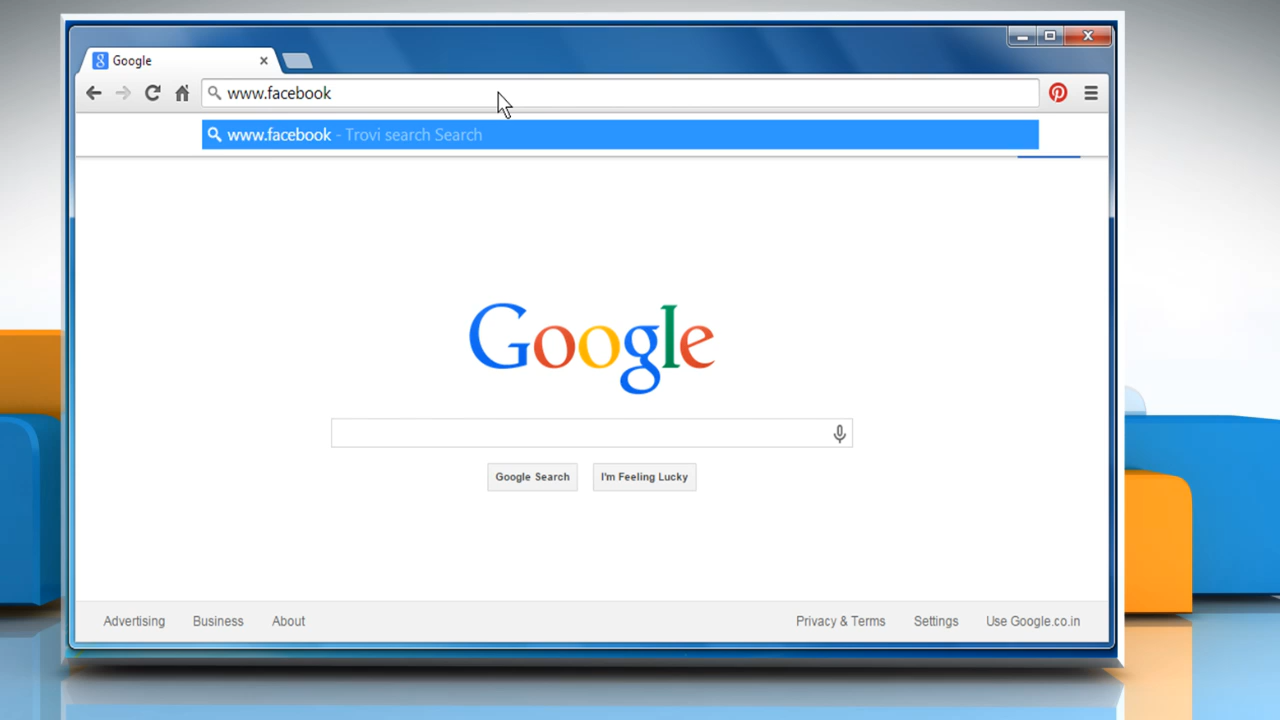 Google
www.facebook
www.facebook - Trovi search Search
Google
Google Search
I'm Feeling Lucky
Advertising Business About Privacy & Terms Settings Use Google.co.in